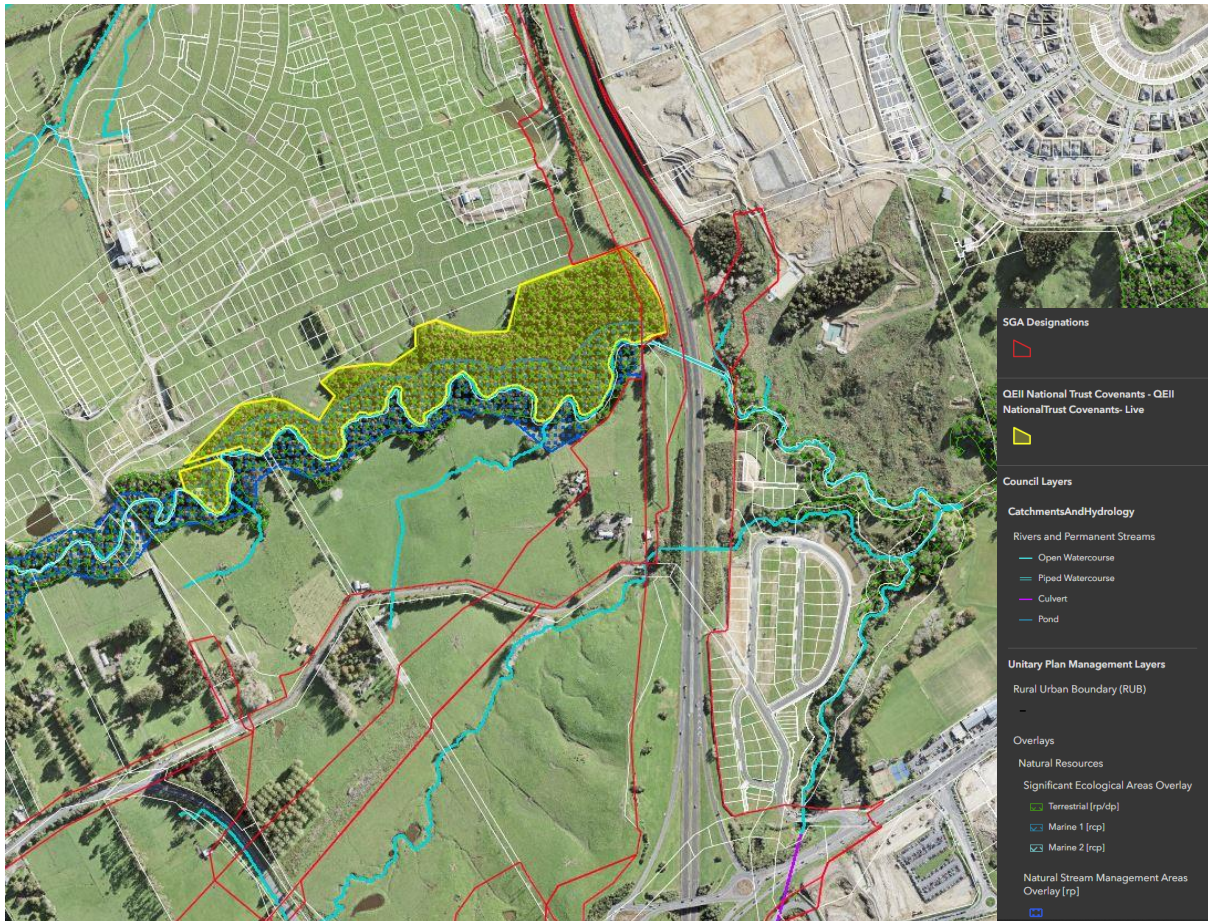 SGA Designations
QEII National Trust Covenants - QEII
NationalTrust Covenants- Live
Council Layers
CatchmentsAndHydrology
Rivers and Permanent Streams
Open Watercourse
Piped Watercourse
Culvert
Pond
Unitary Plan Management Layers
Rural Urban Boundary (RUB)
Overlays
Natural Resources
Significant Ecological Areas Overlay
Terrestrial [rp/dp]
Marine 1 [rcp]
Marine 2 [rcp]
Natural Stream Management Areas
Overlay [rp]